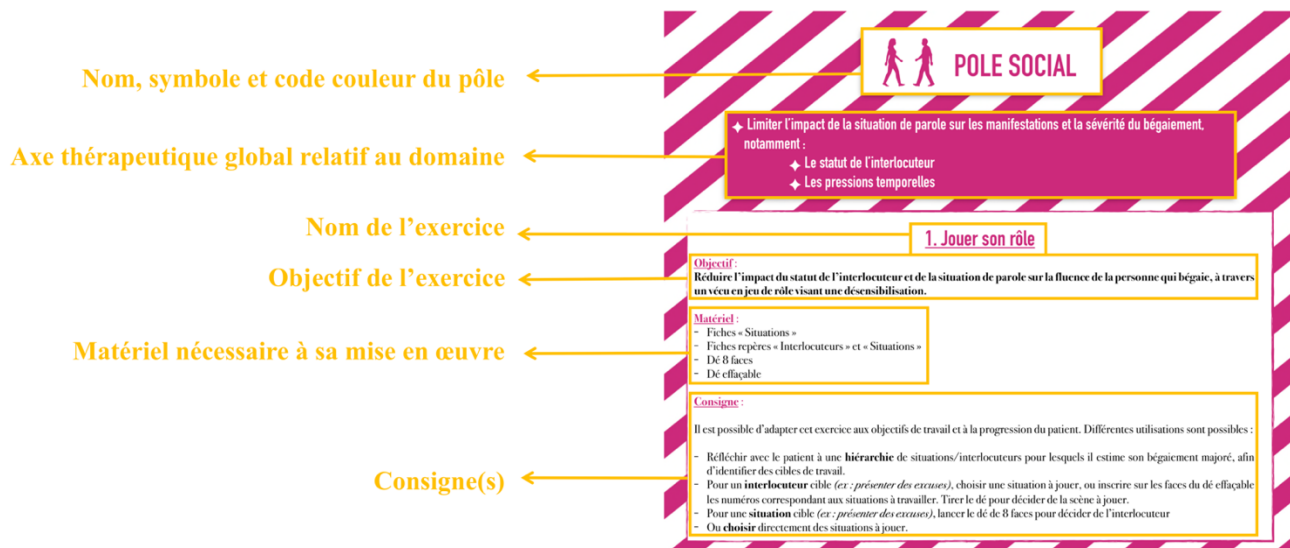 POLE SOCIAL
Nom, symbole et code couleur du pôle
✦ Limiter l'impact de la situation de parole sur les manifestations et la sévérité du bégaiement,
notamment :
✦ Le statut de l'interlocuteur
✦ Les pressions temporelles
Axe thérapeutique global relatif au domaine
Nom de l'exercice
1. Jouer son rôle
Objectif de l'exercice
Objectif :
Réduire l'impact du statut de l'interlocuteur et de la situation de parole sur la fluence de la personne qui bégaie, à travers
un vécu en jeu de rôle visant une désensibilisation.
Matériel nécessaire à sa mise en œuvre
Matériel :
- Fiches « Situations »
- Fiches repères « Interlocuteurs » et « Situations »
- Dé 8 faces
- Dé effaçable
Consigne(s)
Consigne :
Il est possible d'adapter cet exercice aux objectifs de travail et à la progression du patient. Différentes utilisations sont possibles :
- Réfléchir avec le patient à une hiérarchie de situations/interlocuteurs pour lesquels il estime son bégaiement majoré, afin
d'identifier des cibles de travail.
- Pour un interlocuteur cible (ex : présenter des excuses), choisir une situation à jouer, ou inscrire sur les faces du dé effaçable
les numéros correspondant aux situations à travailler. Tirer le dé pour décider de la scène à jouer.
- Pour une situation cible (ex : présenter des excuses), lancer le dé de 8 faces pour décider de l'interlocuteur
- Ou choisir directement des situations à jouer.